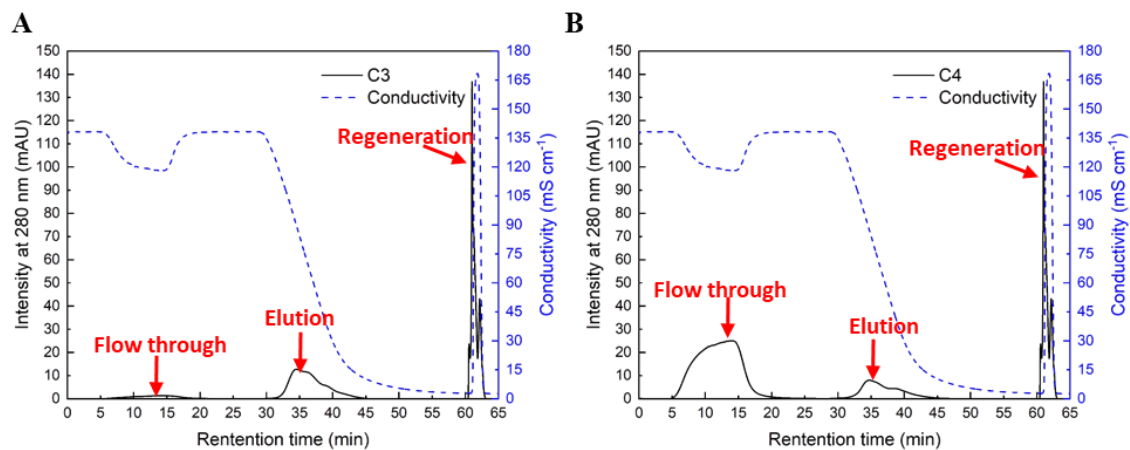 A
150
140
130
120
110
100
90
80
70
60
50
40
30
20
10
0
Intensity at 280 nm (mAU)
C3
Conductivity
Regeneration
Flow through
Elution
180
165
150
135
120
105
90
75
60
45
30
15
0
Conductivity (mS cm⁻¹)
0 5 10 15 20 25 30 35 40 45 50 55 60 65
Rentention time (min)
B
150
140
130
120
110
100
90
80
70
60
50
40
30
20
10
0
Intensity at 280 nm (mAU)
C4
Conductivity
Regeneration
Flow through
Elution
180
165
150
135
120
105
90
75
60
45
30
15
0
Conductivity (mS cm⁻¹)
0 5 10 15 20 25 30 35 40 45 50 55 60 65
Rentention time (min)